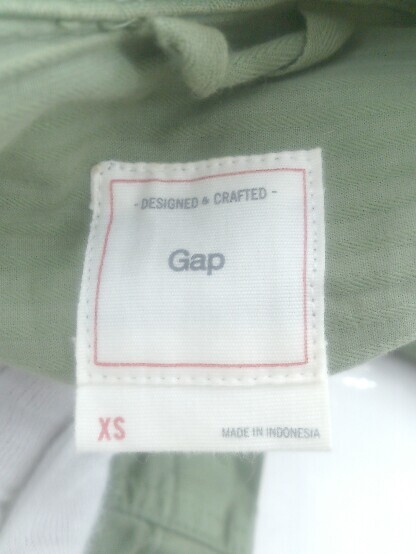 - DESIGNED & CRAFTED -
Gap
XS
MADE IN INDONESIA